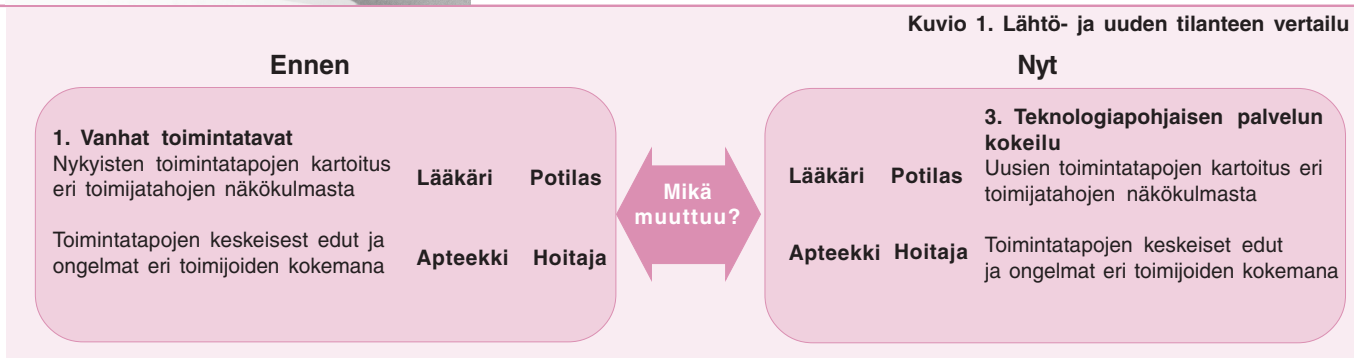 Kuvio 1. Lähtö- ja uuden tilanteen vertailu
Ennen
1. Vanhat toimintatavat
Nykyisten toimintatapojen kartoitus
eri toimijatahojen näkökulmasta
Toimintatapojen keskeisest edut ja
ongelmat eri toimijoiden kokemana
Lääkäri Potilas
Apteekki Hoitaja
Mikä
muuttuu?
Nyt
Lääkäri Potilas
Apteekki Hoitaja
3. Teknologiapohjaisen palvelun
kokeilu
Uusien toimintatapojen kartoitus eri
toimijatahojen näkökulmasta
Toimintatapojen keskeiset edut
ja ongelmat eri toimijoiden kokemana